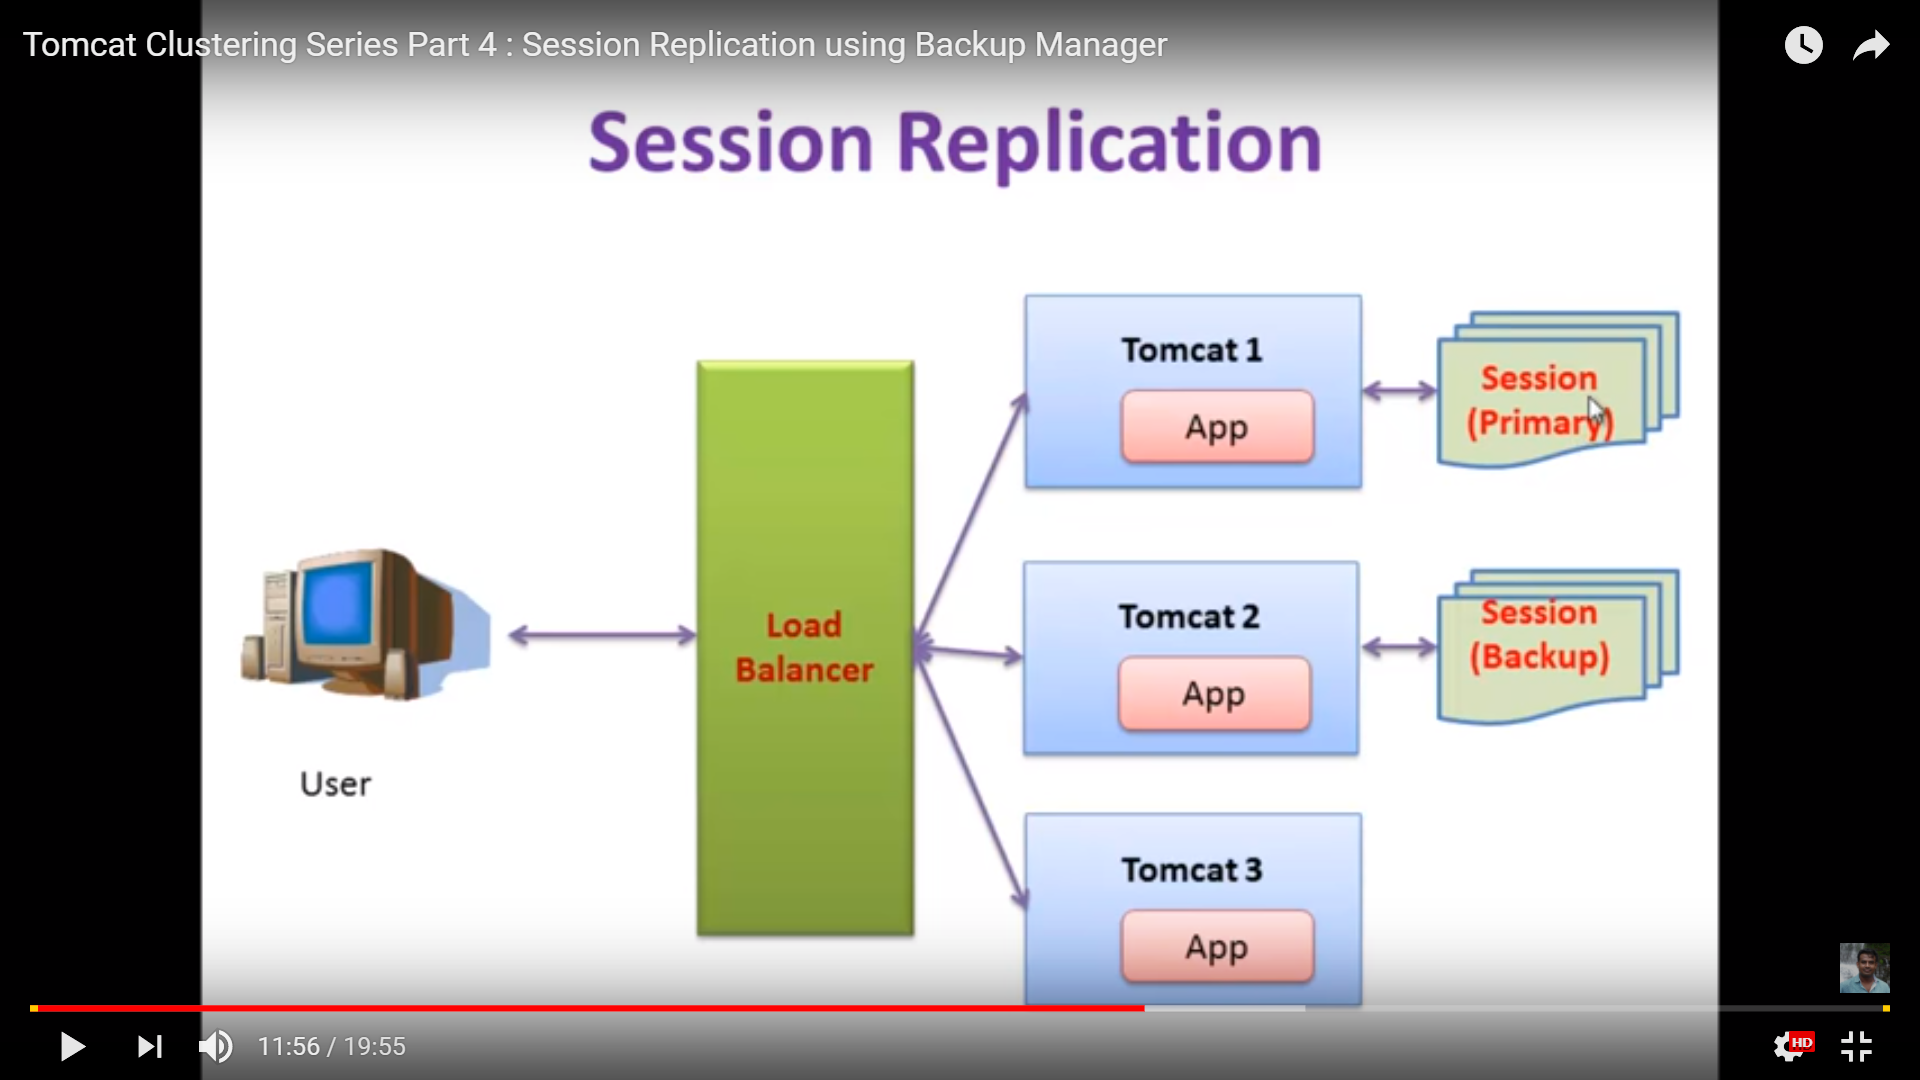 Tomcat Clustering Series Part 4 : Session Replication using Backup Manager
Session Replication
Tomcat 1
App
Session
(Primary)
Load
Balancer
Tomcat 2
App
Session
(Backup)
User
Tomcat 3
App
11:56 / 19:55
HD